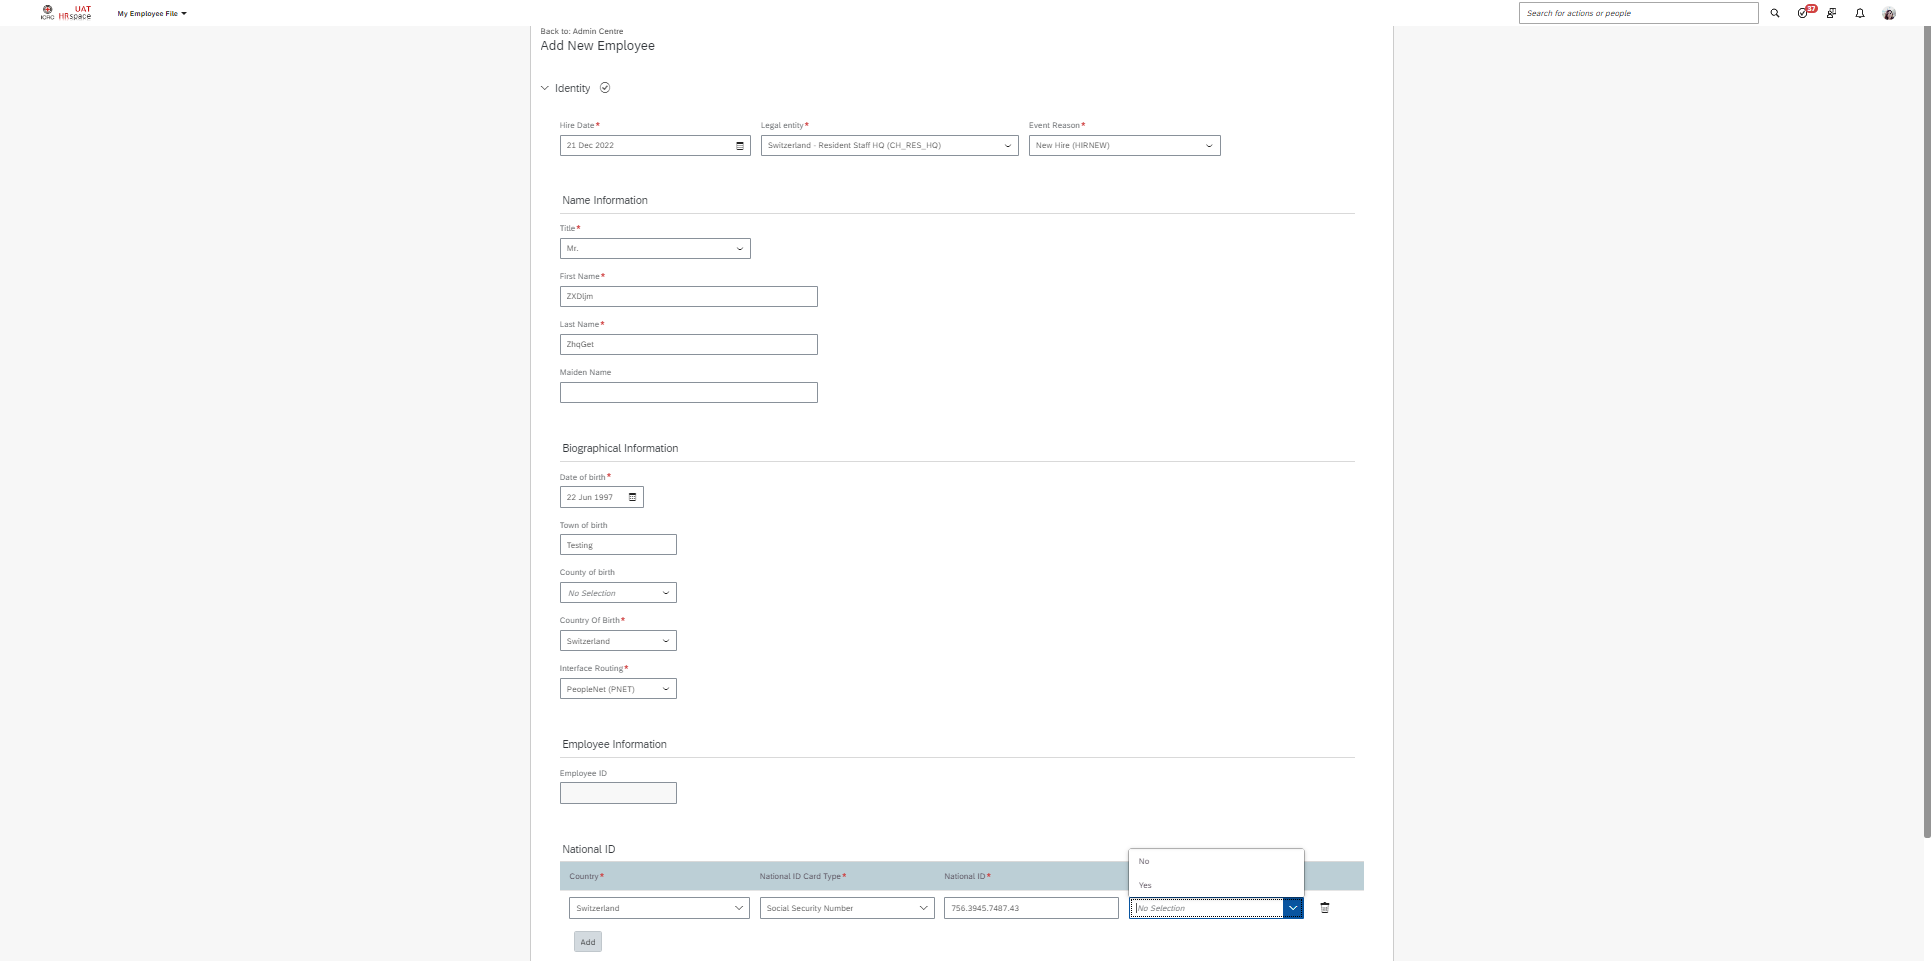 ICRC UAT HRspace My Employee File Search for actions or people 37
Back to: Admin Centre
Add New Employee
Identity
Hire Date* Legal entity* Event Reason*
21 Dec 2022 Switzerland - Resident Staff HQ (CH_RES_HQ) New Hire (HIRNEW)
Name Information
Title*
Mr.
First Name*
ZXDljm
Last Name*
ZhqGet
Maiden Name
Biographical Information
Date of birth*
22 Jun 1997
Town of birth
Testing
County of birth
No Selection
Country Of Birth*
Switzerland
Interface Routing*
PeopleNet (PNET)
Employee Information
Employee ID
National ID
No
Country* National ID Card Type* National ID*
Yes
Switzerland Social Security Number 756.3945.7487.43 No Selection
Add